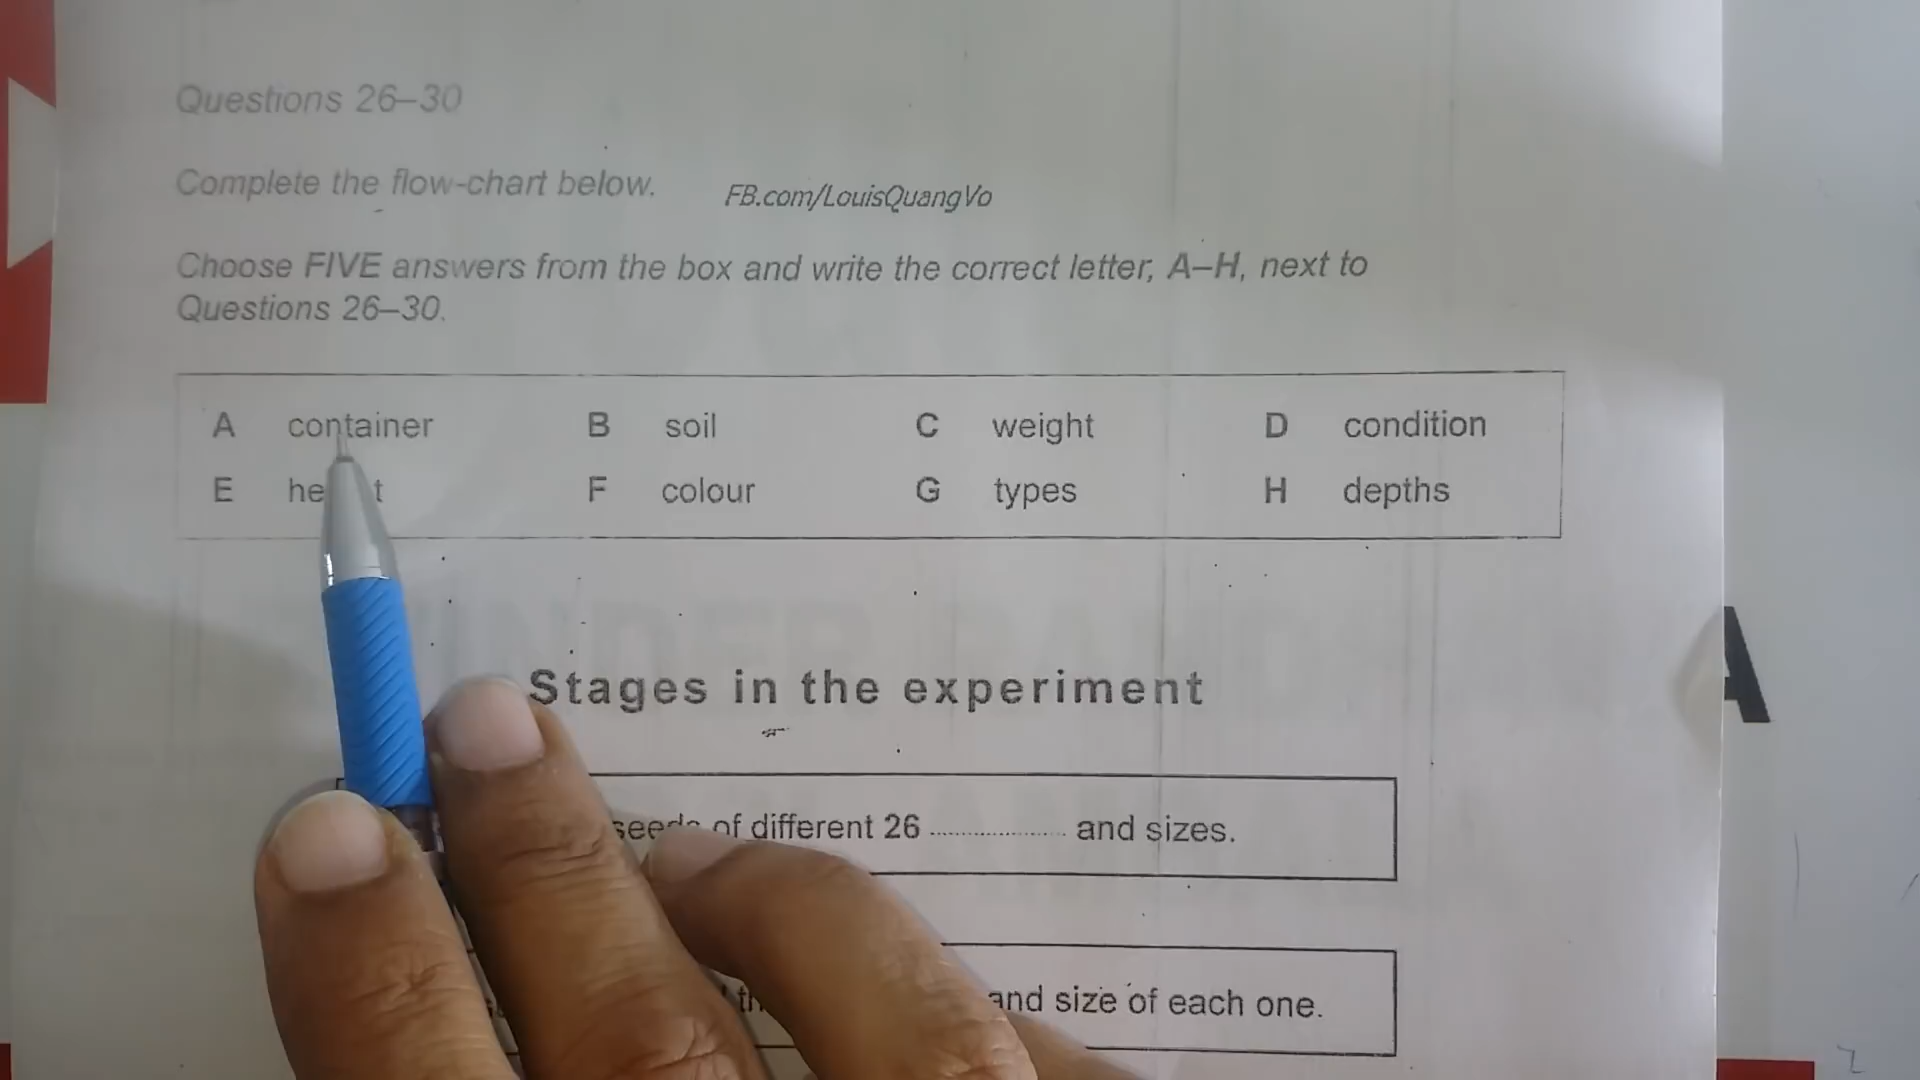 Questions 26–30
Complete the flow-chart below.
FB.com/LouisQuangVo
Choose FIVE answers from the box and write the correct letter, A–H, next to
Questions 26–30.
A container B soil C weight D condition
E F colour G types H depths
Stages in the experiment
seeds of different 26 .................... and sizes.
and size of each one.
A